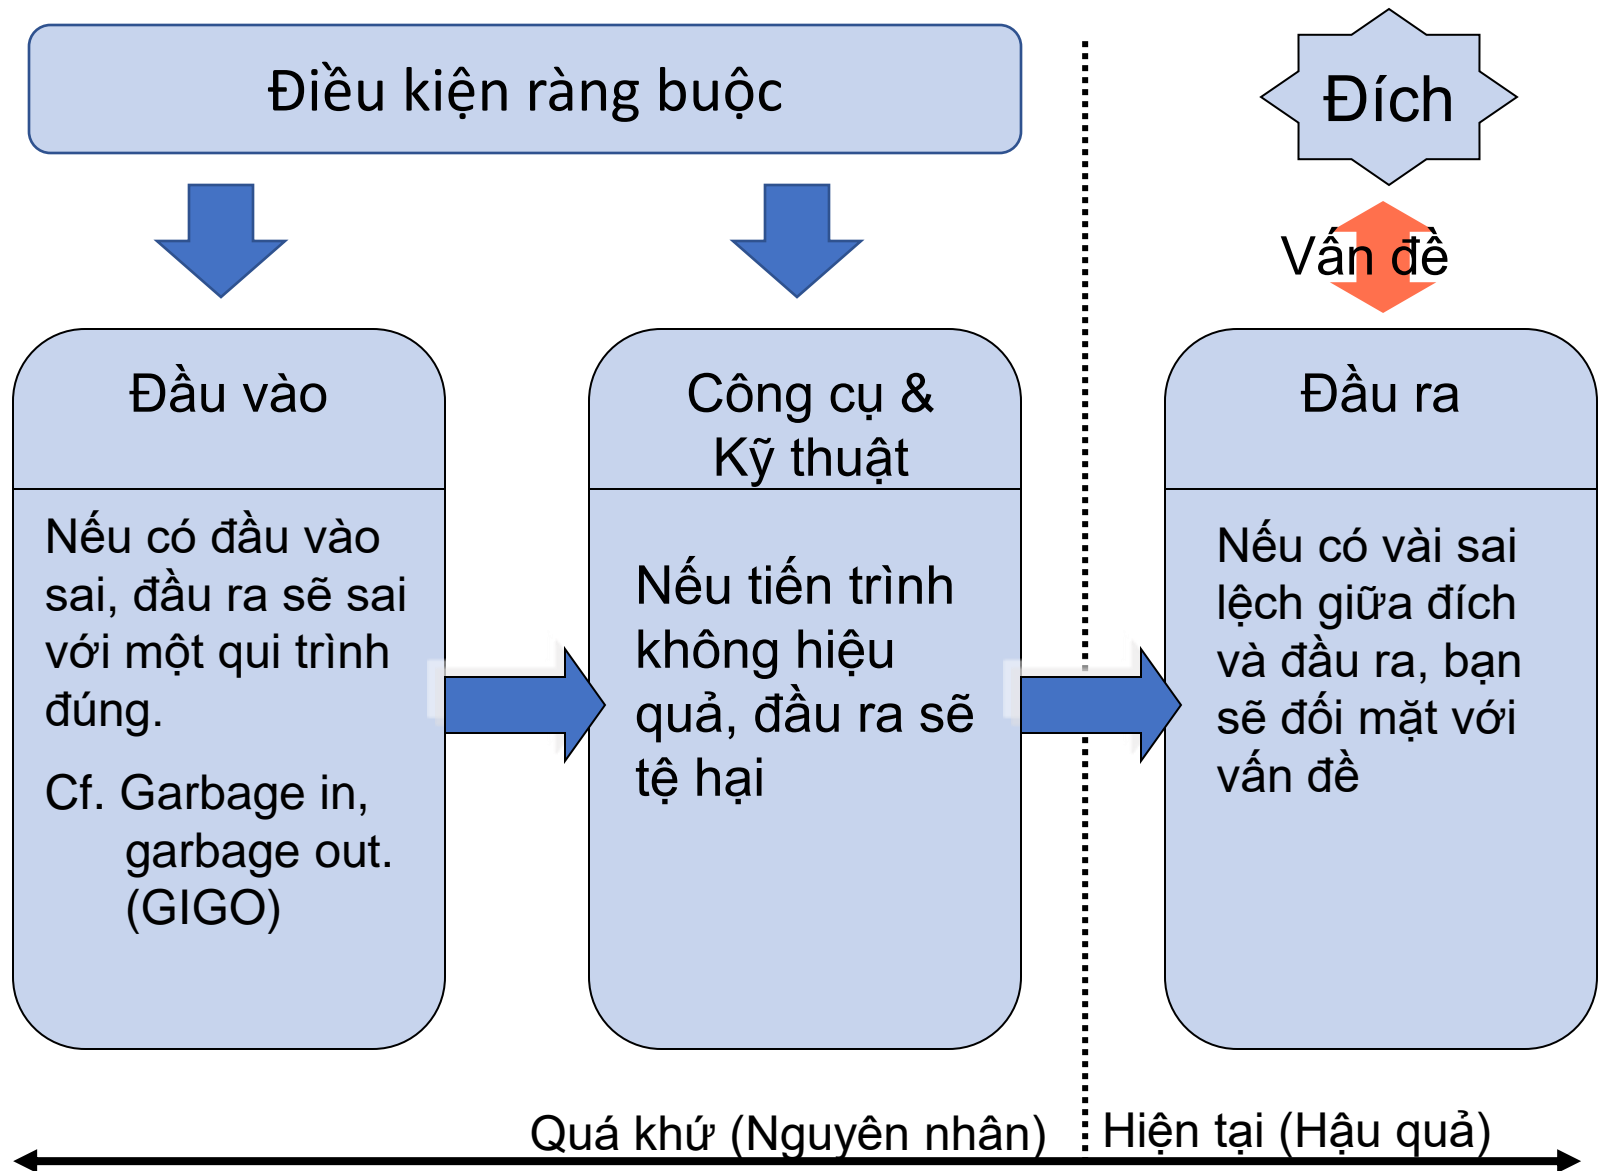 Điều kiện ràng buộc
Đích
Vấn đề
Đầu vào
Nếu có đầu vào
sai, đầu ra sẽ sai
với một qui trình
đúng.
Cf. Garbage in,
garbage out.
(GIGO)
Công cụ &
Kỹ thuật
Nếu tiến trình
không hiệu
quả, đầu ra sẽ
tệ hại
Đầu ra
Nếu có vài sai
lệch giữa đích
và đầu ra, bạn
sẽ đối mặt với
vấn đề
Quá khứ (Nguyên nhân)
Hiện tại (Hậu quả)